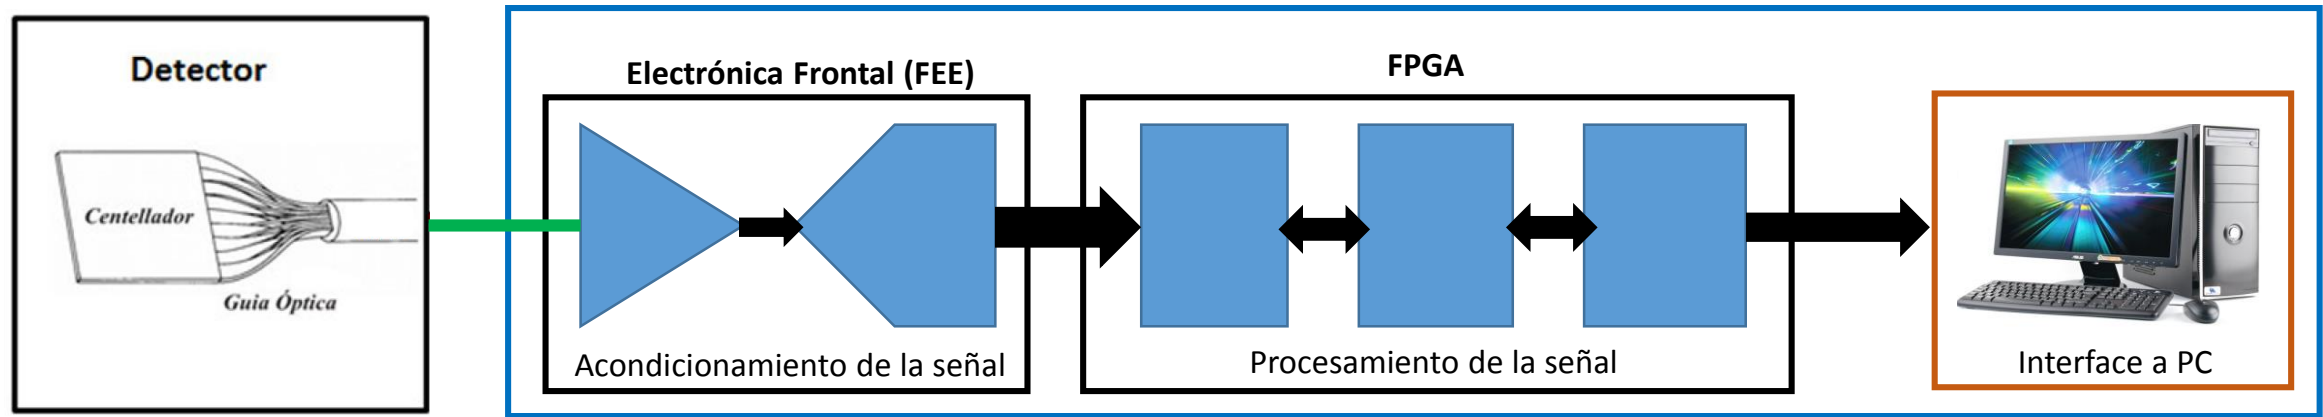 Detector
Centellador
Guia Óptica
Electrónica Frontal (FEE)
Acondicionamiento de la señal
FPGA
Procesamiento de la señal
Interface a PC